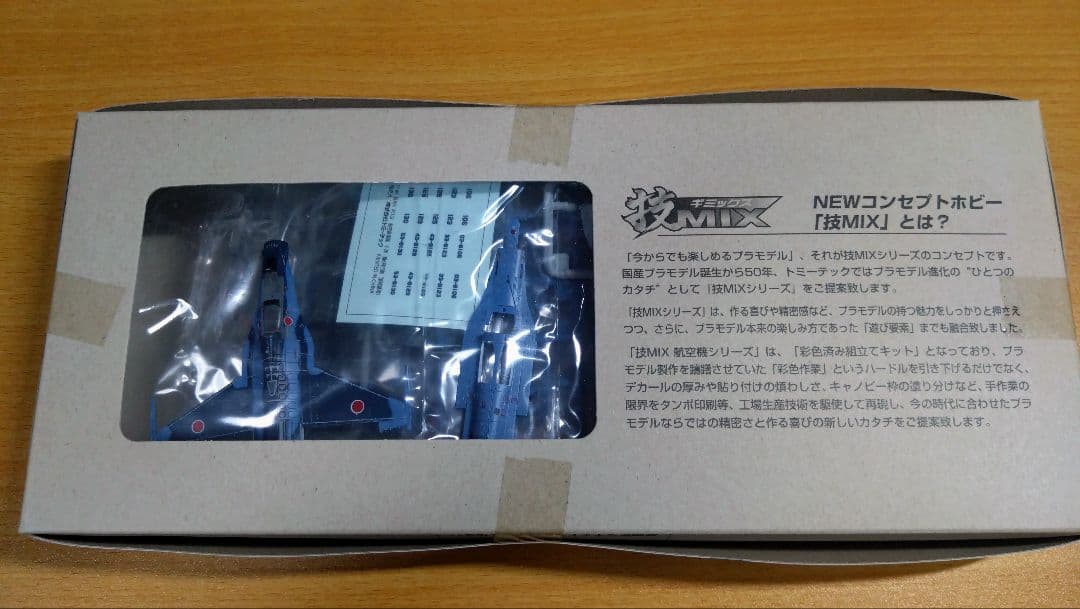 ギミックス
技MIX
NEWコンセプトホビー
「技MIX」とは？
「今からでも楽しめるプラモデル」、それが技MIXシリーズのコンセプトです。
国産プラモデル誕生から50年、トミーテックではプラモデル進化の"ひとつの
カタチ"として「技MIXシリーズ」をご提案致します。
「技MIXシリーズ」は、作る喜びや精密感など、プラモデルの持つ魅力をしっかりと押さえ
つつ、さらに、プラモデル本来の楽しみ方であった「遊び要素」までも融合致しました。
「技MIX 航空機シリーズ」は、「彩色済み組立てキット」となっており、プラ
モデル製作を躊躇させていた「彩色作業」というハードルを引き下げるだけでなく、
デカールの厚みや貼り付けの煩わしさ、キャノピー枠の塗り分けなど、手作業の
限界をタンポ印刷等、工場生産技術を駆使して再現し、今の時代に合わせたプラ
モデルならではの精密さと作る喜びの新しいカタチをご提案致します。